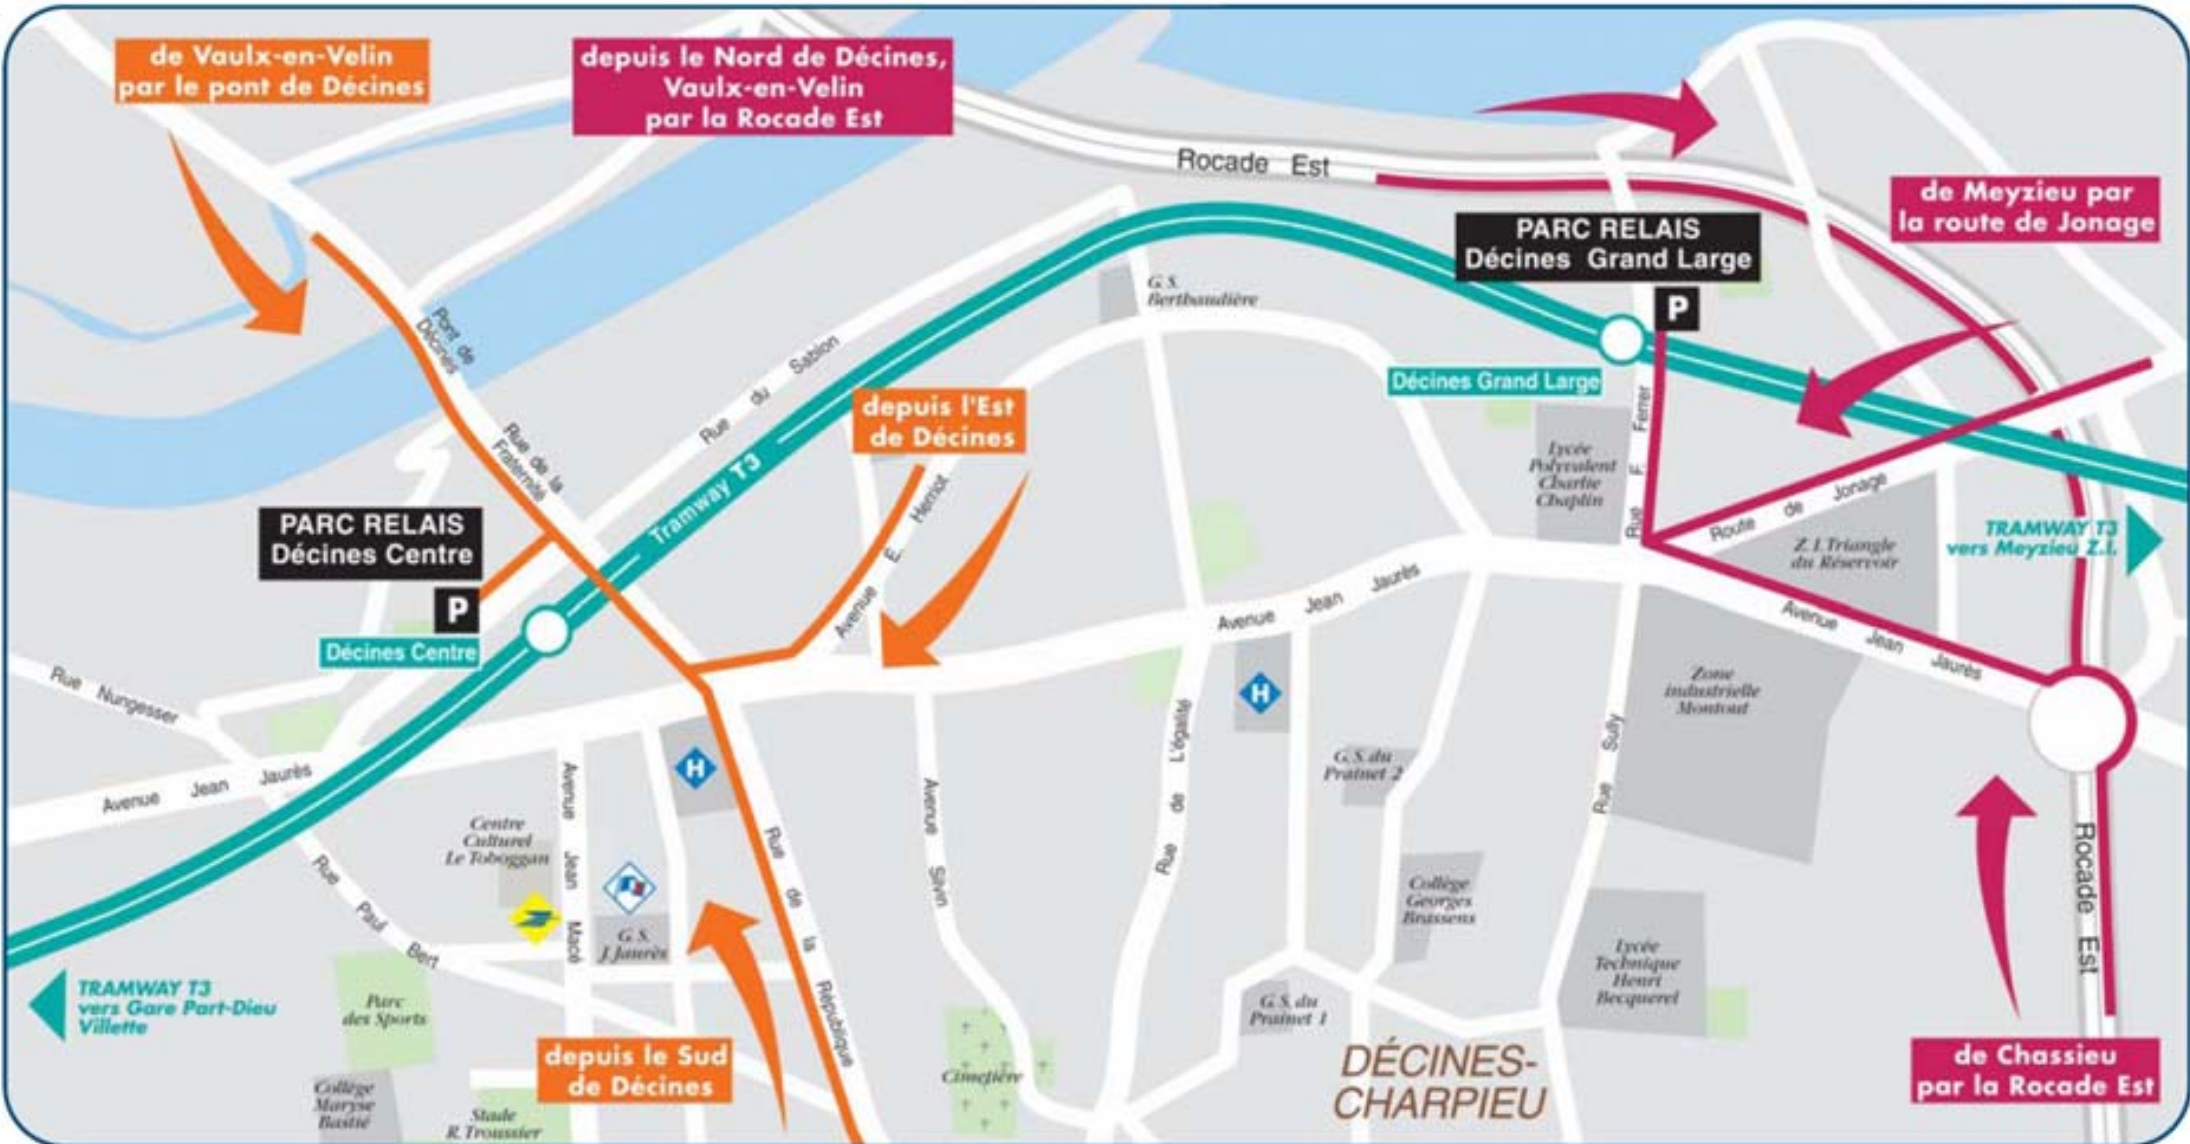 de Vaulx-en-Velin
par le pont de Décines
depuis le Nord de Décines,
Vaulx-en-Velin
par la Rocade Est
Rocade Est
de Meyzieu par
la route de Jonage
PARC RELAIS
Décines Grand Large
P
G.S.
Berthaudière
Pont de
Décines
Rue du Sablon
Décines Grand Large
depuis l'Est
de Décines
Rue de la
Fraternité
Tramway T3
Avenue E. Herriot
Lycée
Polyvalent
Charlie
Chaplin
Rue F. Ferrer
Route de Jonage
Z.I. Triangle
du Réservoir
TRAMWAY T3
vers Meyzieu Z.I.
PARC RELAIS
Décines Centre
P
Décines Centre
Avenue Jean Jaurès
Avenue Jean Jaurès
Rue Nungesser
Avenue Jean Jaurès
H
H
Zone
industrielle
Montout
Rue de L'égalité
G.S. du
Prainet 2
Rue Sully
Centre
Culturel
Le Toboggan
Avenue Jean Macé
Avenue Silvin
Rue de la République
Rue Paul Bert
G.S.
J.Jaurès
Collège
Georges
Brassens
Rocade Est
Lycée
Technique
Henri
Becquerel
TRAMWAY T3
vers Gare Part-Dieu
Villette
Parc
des Sports
G.S. du
Prainet 1
depuis le Sud
de Décines
Cimetière
DÉCINES-
CHARPIEU
de Chassieu
par la Rocade Est
Collège
Maryse
Bastié
Stade
R.Troussier